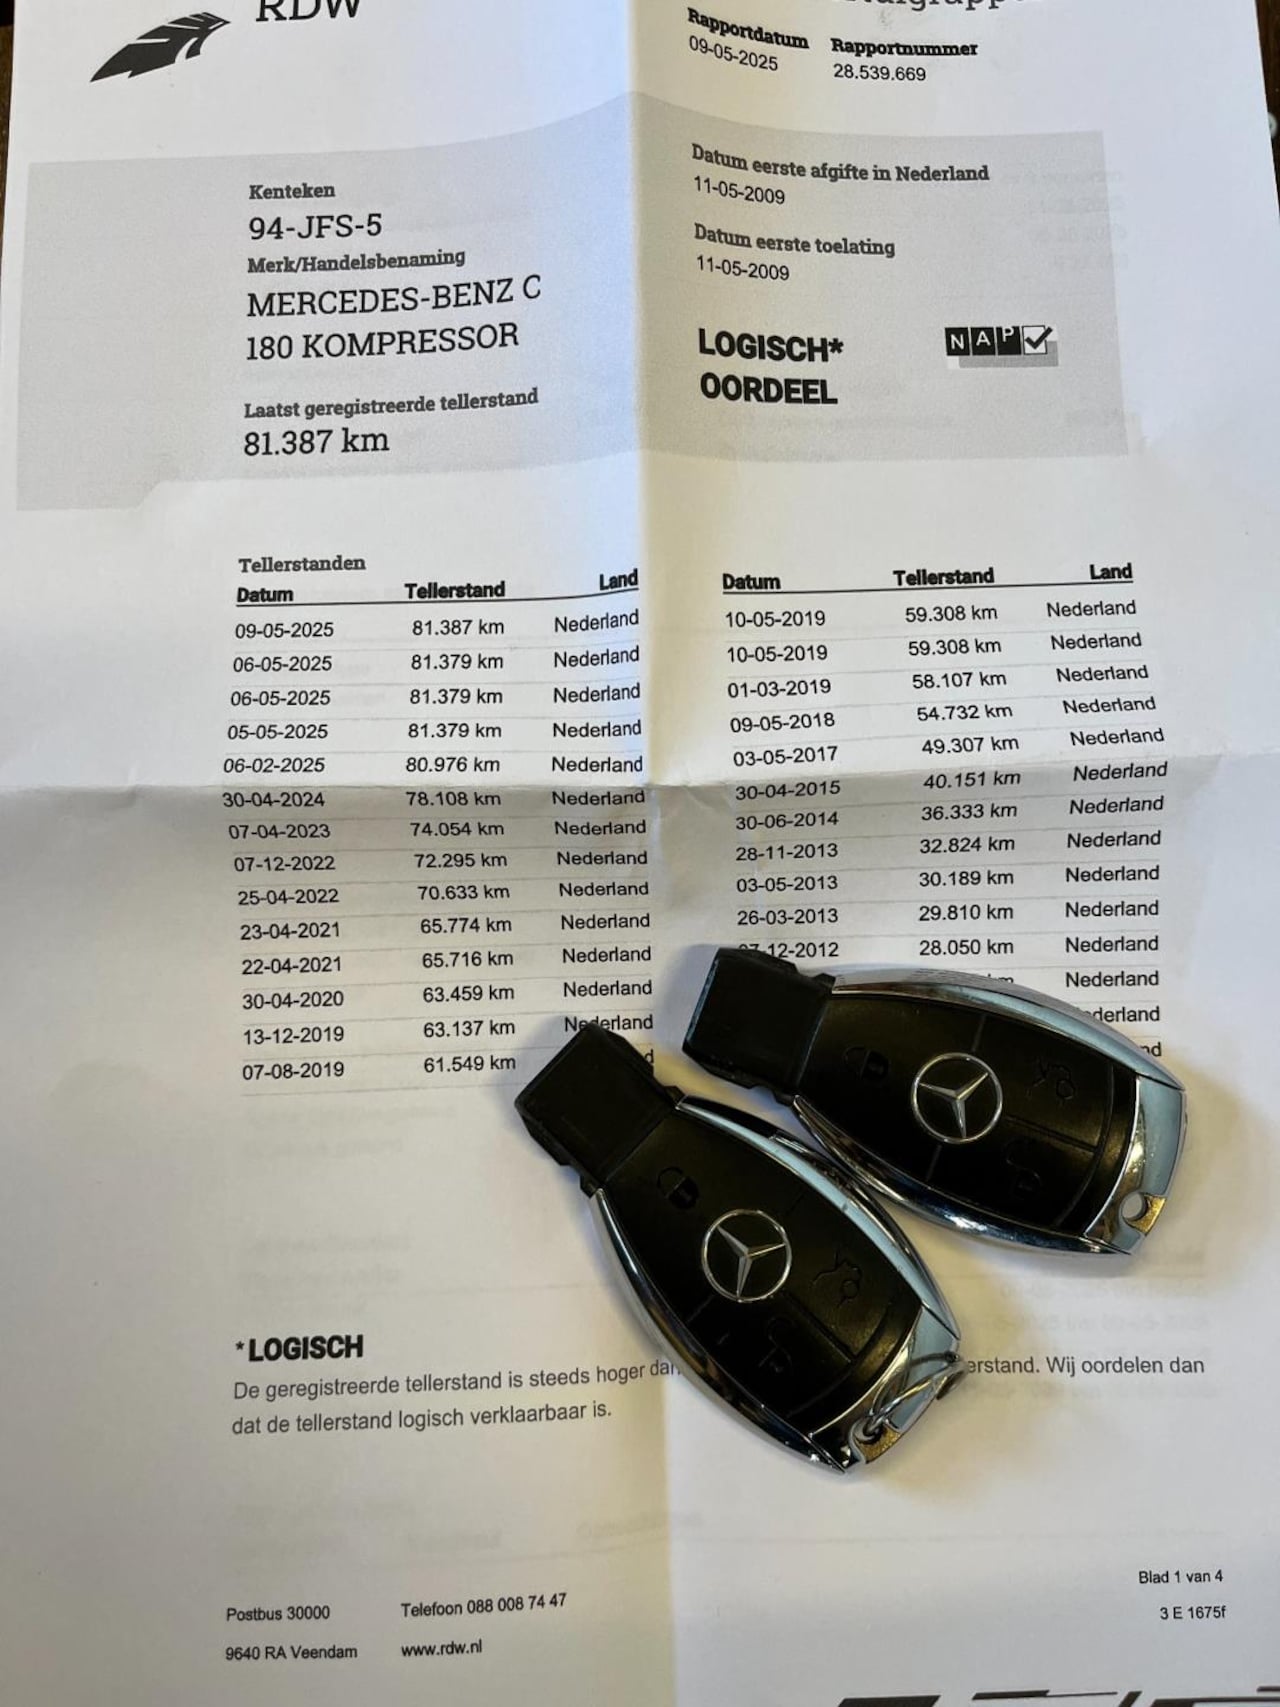 RDW
Rapportdatum Rapportnummer
09-05-2025 28.539.669
Kenteken
94-JFS-5
Merk/Handelsbenaming
MERCEDES-BENZ C
180 KOMPRESSOR
Laatst geregistreerde tellerstand
81.387 km
Datum eerste afgifte in Nederland
11-05-2009
Datum eerste toelating
11-05-2009
LOGISCH*
OORDEEL
NAP
Tellerstanden
Datum Tellerstand Land
09-05-2025 81.387 km Nederland
06-05-2025 81.379 km Nederland
06-05-2025 81.379 km Nederland
05-05-2025 81.379 km Nederland
06-02-2025 80.976 km Nederland
30-04-2024 78.108 km Nederland
07-04-2023 74.054 km Nederland
07-12-2022 72.295 km Nederland
25-04-2022 70.633 km Nederland
23-04-2021 65.774 km Nederland
22-04-2021 65.716 km Nederland
30-04-2020 63.459 km Nederland
13-12-2019 63.137 km Nederland
07-08-2019 61.549 km
Datum Tellerstand Land
10-05-2019 59.308 km Nederland
10-05-2019 59.308 km Nederland
01-03-2019 58.107 km Nederland
09-05-2018 54.732 km Nederland
03-05-2017 49.307 km Nederland
30-04-2015 40.151 km Nederland
30-06-2014 36.333 km Nederland
28-11-2013 32.824 km Nederland
03-05-2013 30.189 km Nederland
26-03-2013 29.810 km Nederland
12-2012 28.050 km Nederland
Nederland
derland
*LOGISCH
De geregistreerde tellerstand is steeds hoger erstand. Wij oordelen dan
dat de tellerstand logisch verklaarbaar is.
Postbus 30000 Telefoon 088 008 74 47
9640 RA Veendam www.rdw.nl
Blad 1 van 4
3 E 1675f